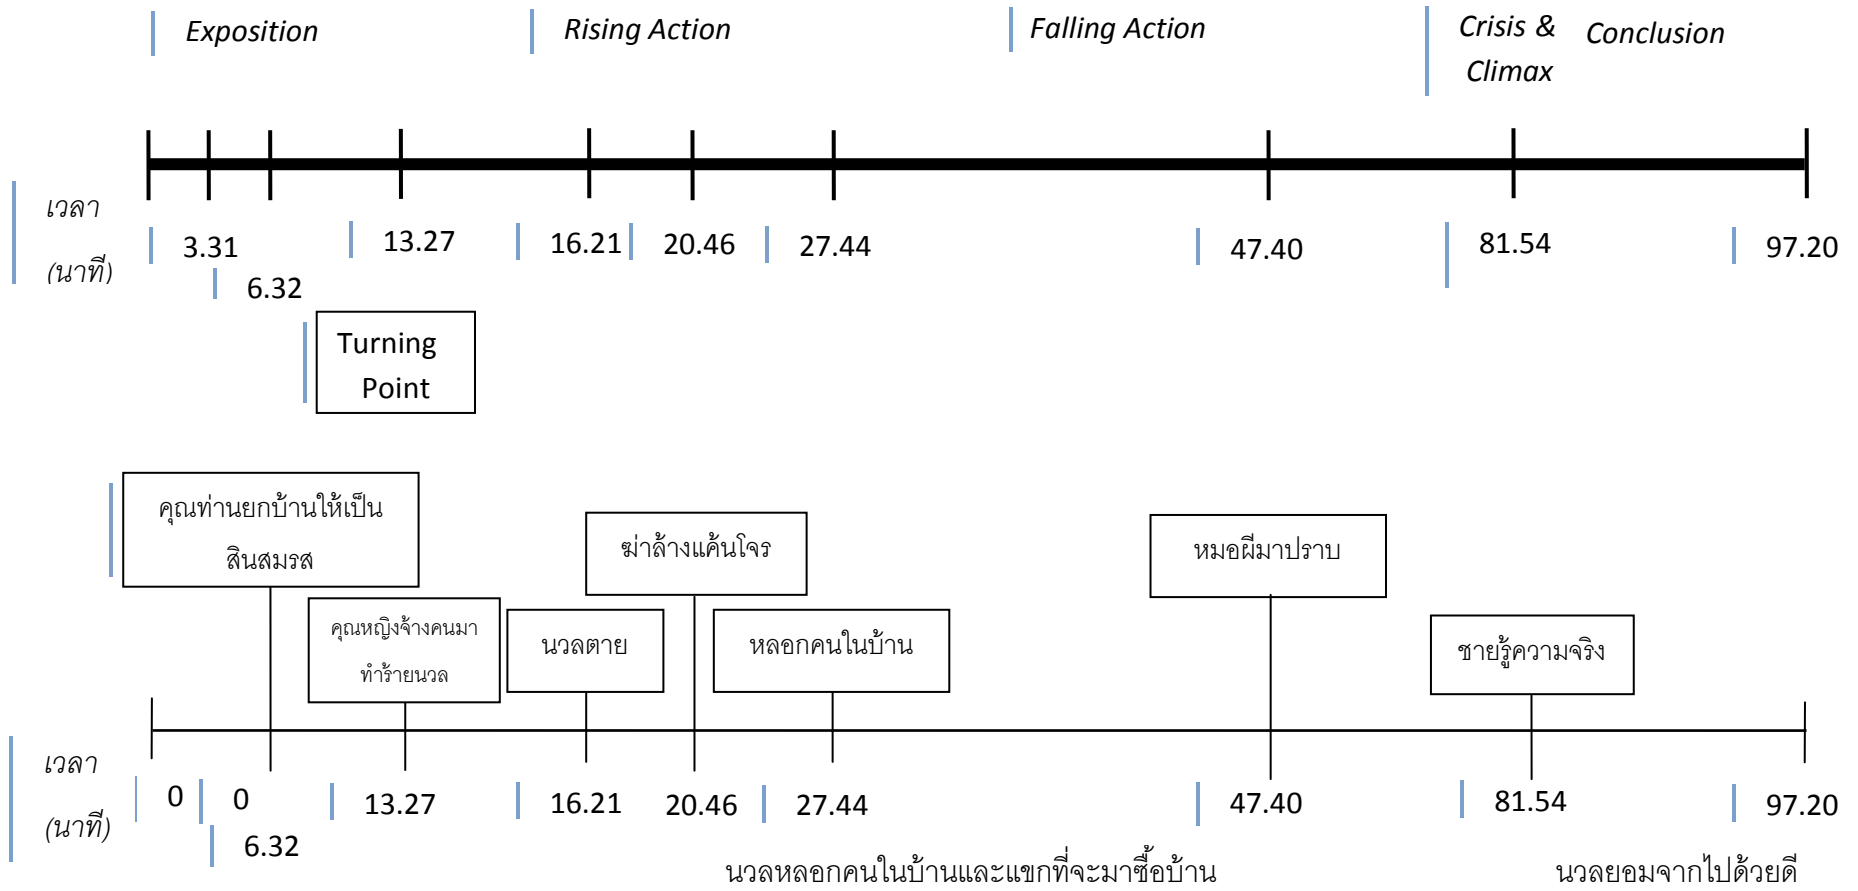 Exposition
Rising Action
Falling Action
Crisis &
Climax
Conclusion
เวลา
(นาที)
3.31
6.32
13.27
16.21
20.46
27.44
47.40
81.54
97.20
Turning
Point
คุณท่านยกบ้านให้เป็น
สินสมรส
คุณหญิงจ้างคนมา
ทำร้ายนวล
นวลตาย
ฆ่าล้างแค้นโจร
หลอกคนในบ้าน
หมอผีมาปราบ
ชายรู้ความจริง
เวลา
(นาที)
0
0
6.32
13.27
16.21
20.46
27.44
47.40
81.54
97.20
นวลหลอกคนในบ้านและแขกที่จะมาซื้อบ้าน
นวลยอมจากไปด้วยดี